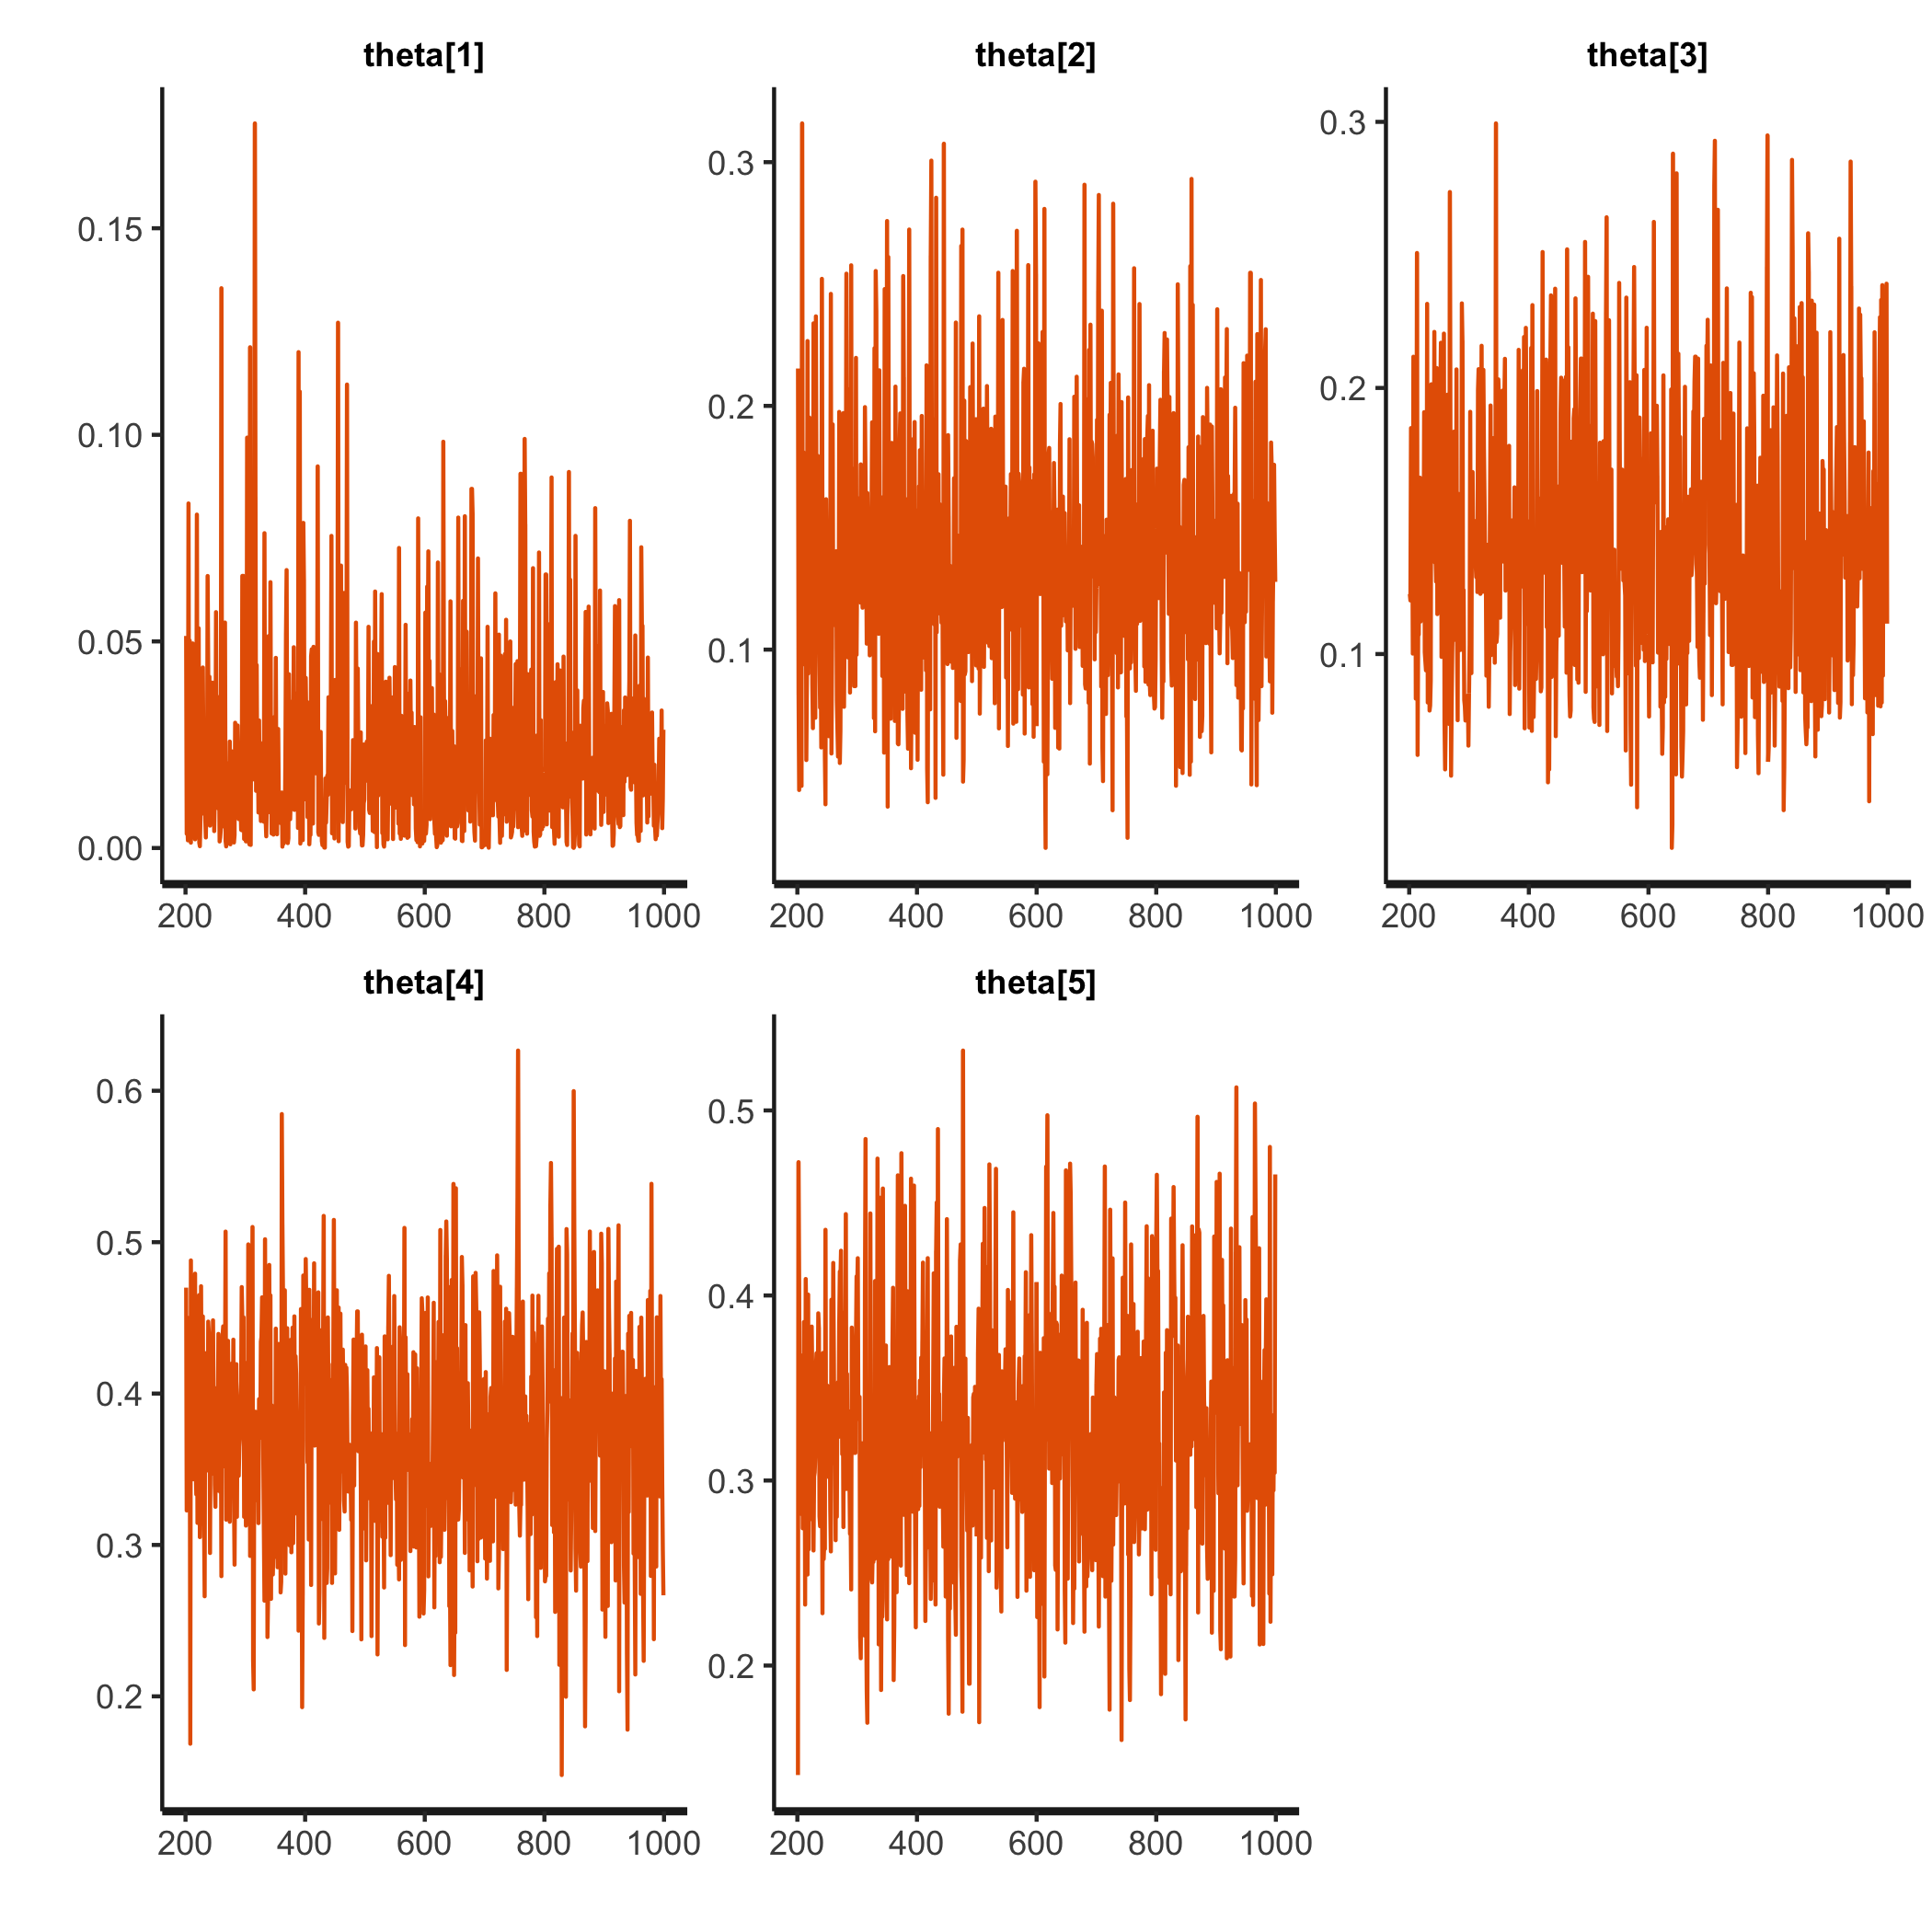 theta[1] theta[2] theta[3]
0.15 0.10 0.05 0.00
0.3 0.2 0.1
0.3 0.2 0.1
200 400 600 800 1000 200 400 600 800 1000 200 400 600 800 1000
theta[4] theta[5]
0.6 0.5 0.4 0.3 0.2
0.5 0.4 0.3 0.2
200 400 600 800 1000 200 400 600 800 1000